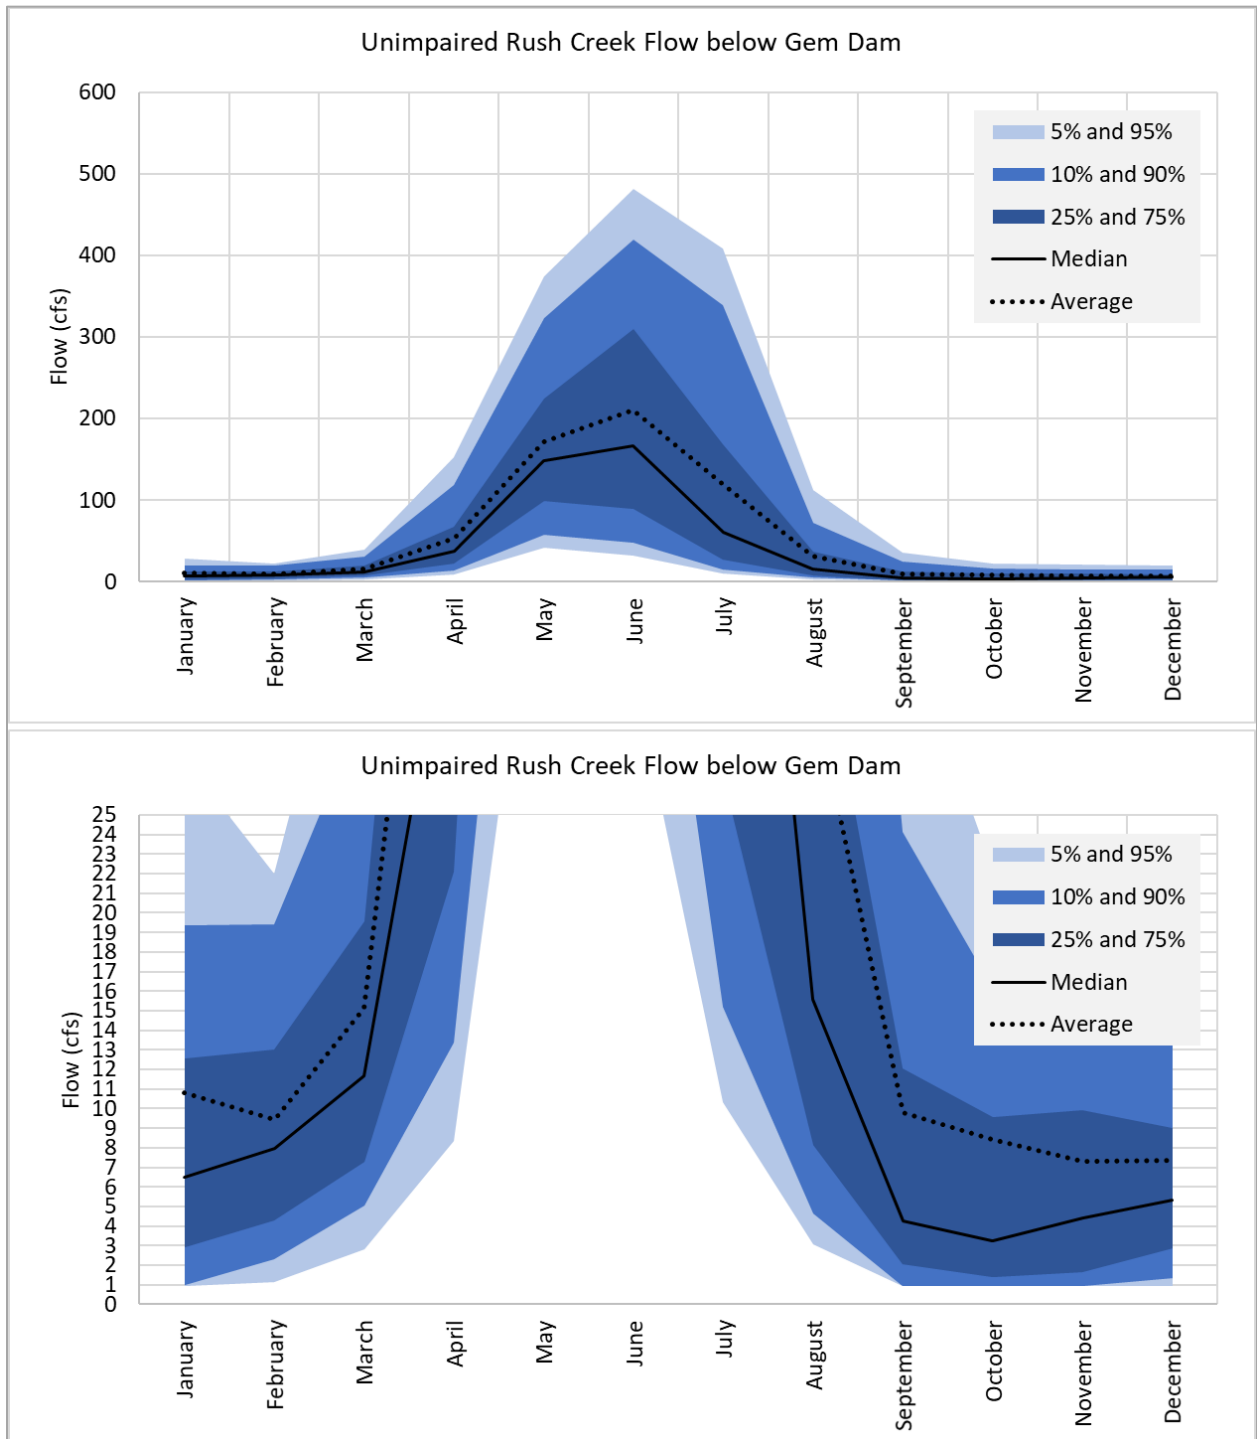 Unimpaired Rush Creek Flow below Gem Dam
600
500
400
300
200
100
0
Flow (cfs)
5% and 95%
10% and 90%
25% and 75%
Median
Average
January
February
March
April
May
June
July
August
September
October
November
December
Unimpaired Rush Creek Flow below Gem Dam
25
24
23
22
21
20
19
18
17
16
15
14
13
12
11
10
9
8
7
6
5
4
3
2
1
0
Flow (cfs)
5% and 95%
10% and 90%
25% and 75%
Median
Average
January
February
March
April
May
June
July
August
September
October
November
December